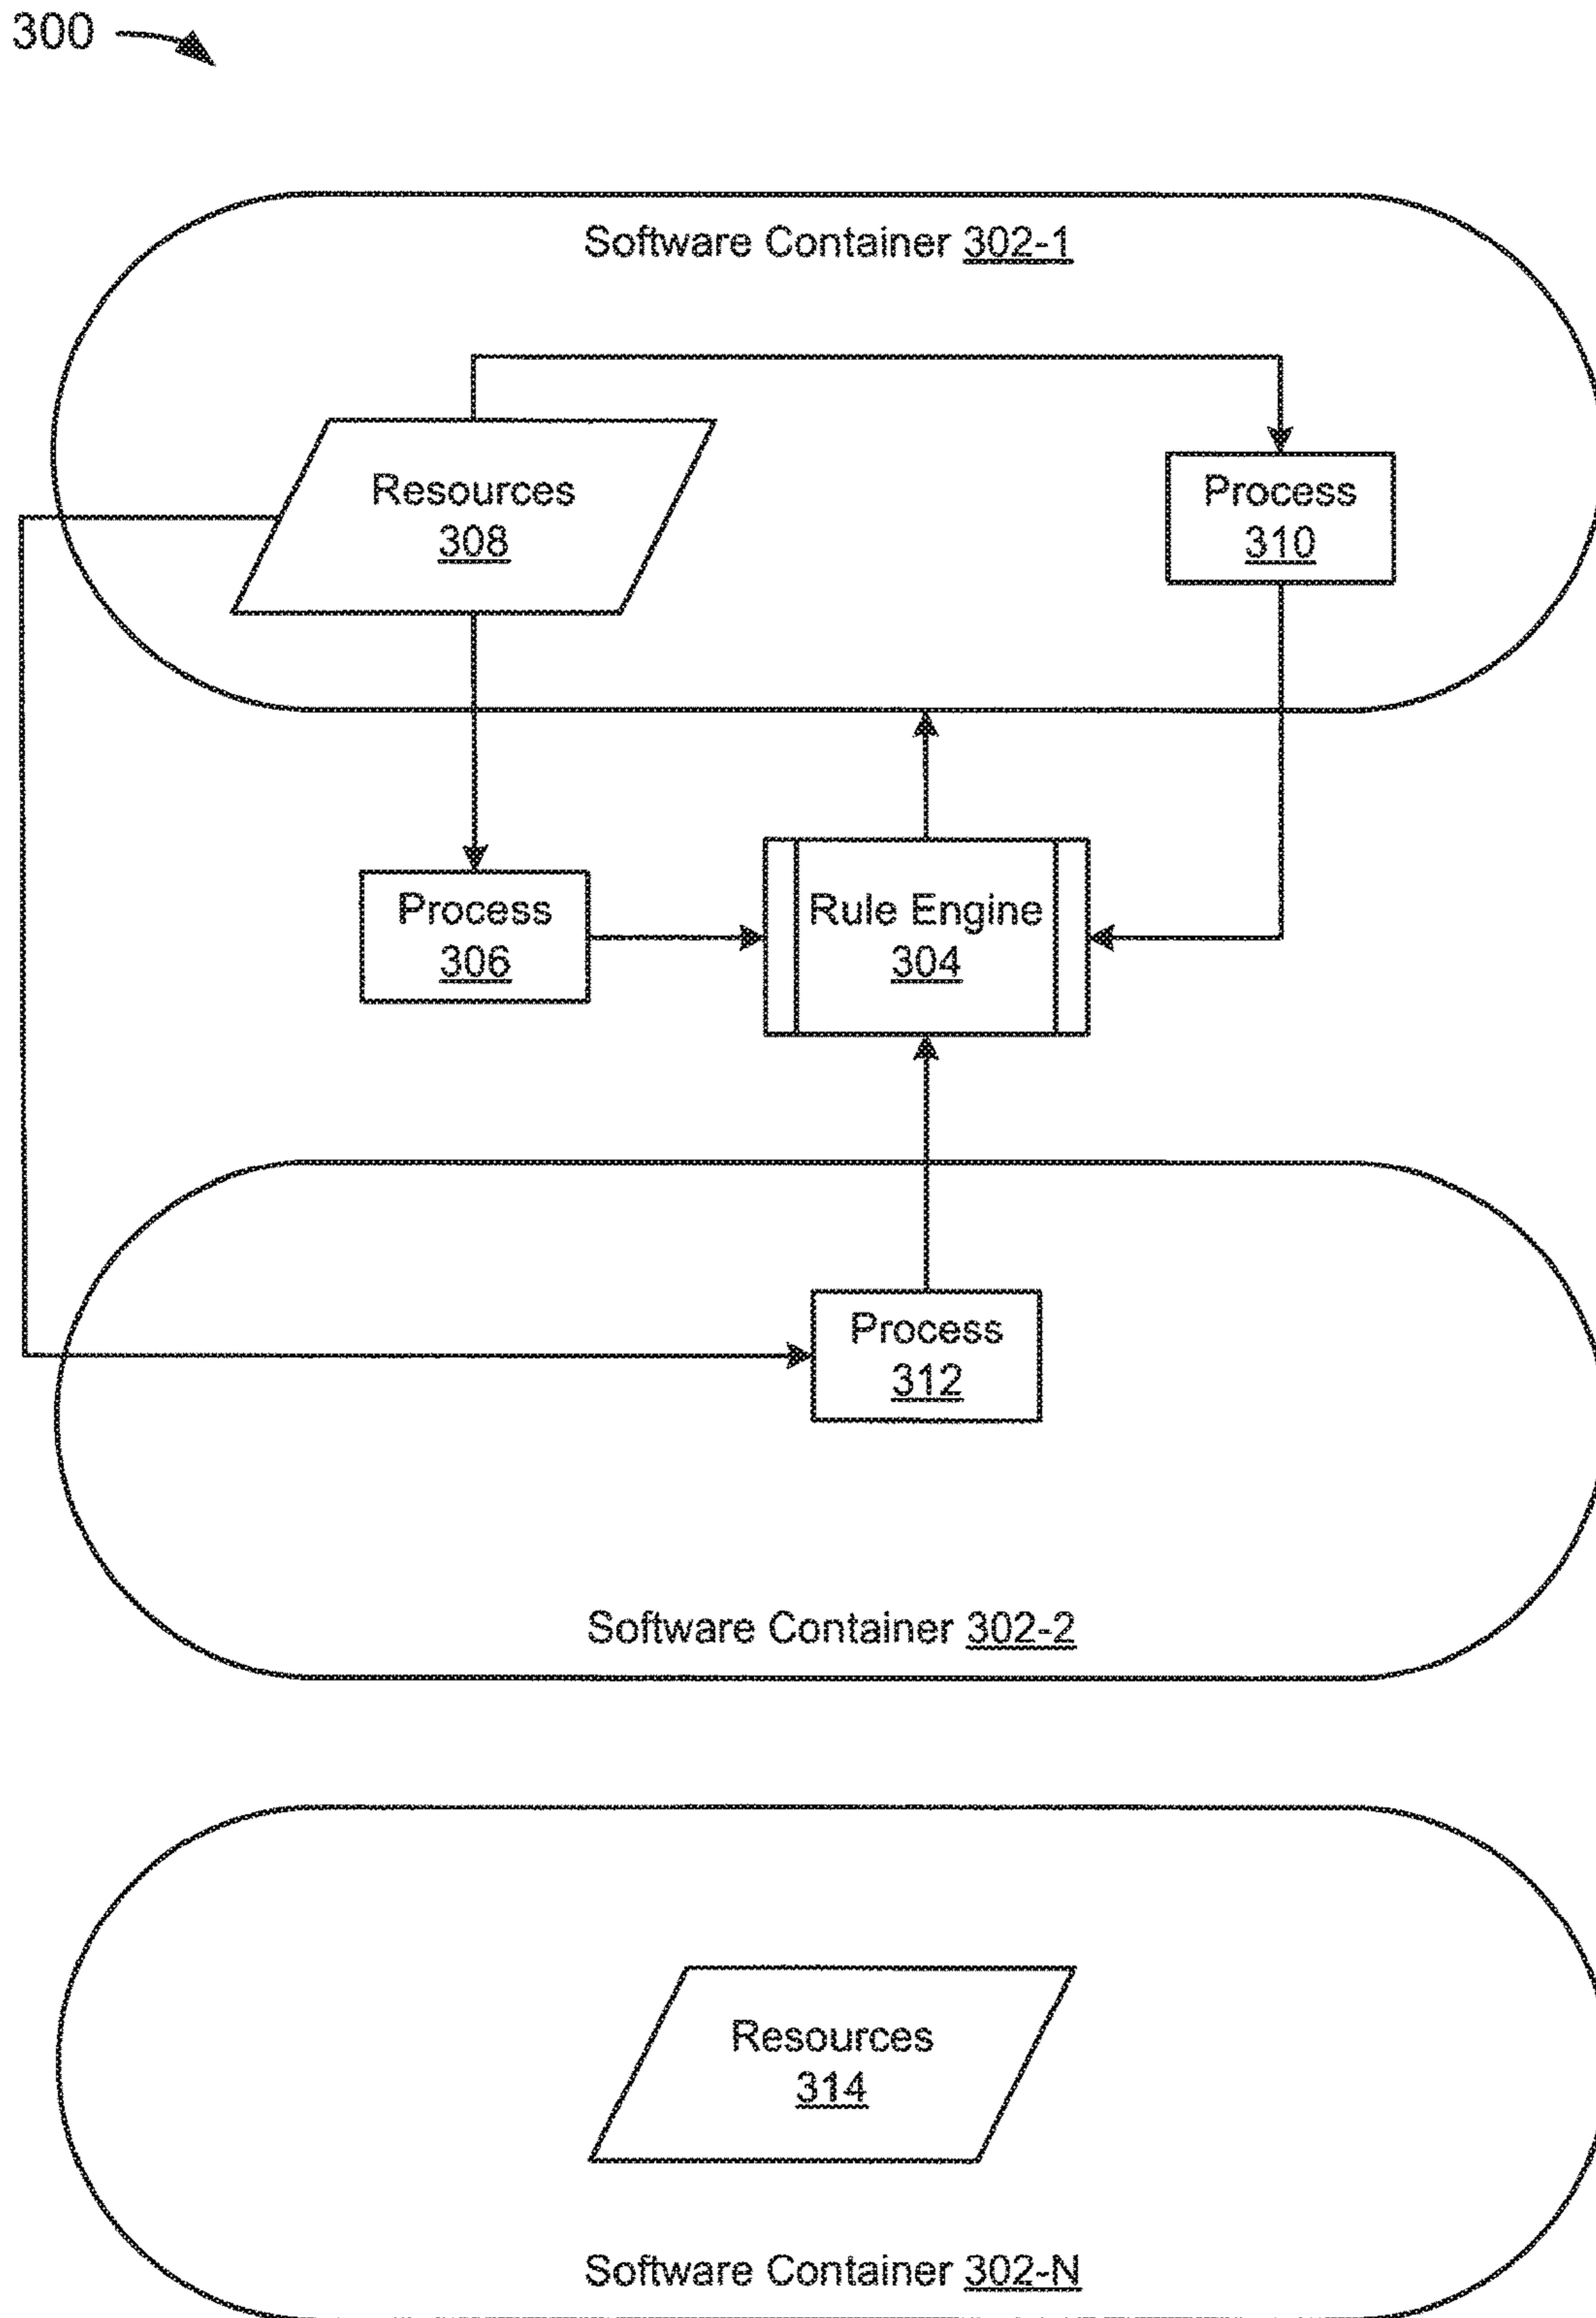 300
Software Container 302-1
Resources
308
Process
310
Process
306
Rule Engine
304
Process
312
Software Container 302-2
Resources
314
Software Container 302-N